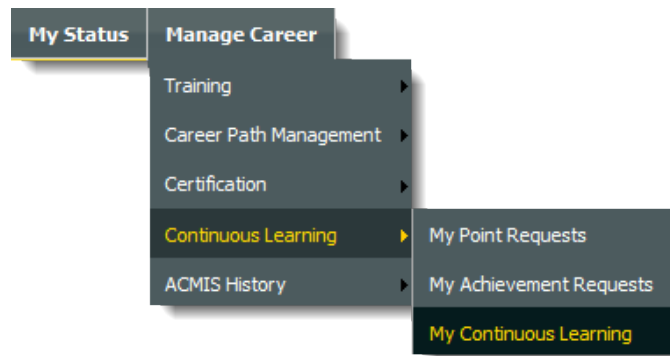 My Status Manage Career
Training
Career Path Management
Certification
Continuous Learning My Point Requests
ACMIS History My Achievement Requests
My Continuous Learning